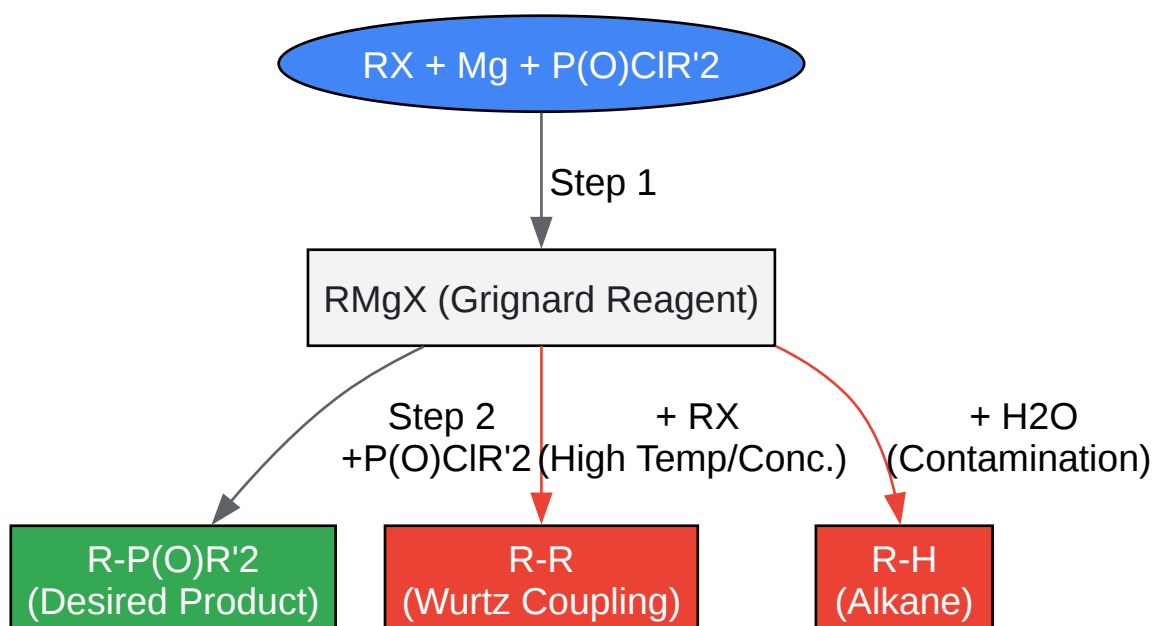 RX + Mg + P(O)ClR'2
Step 1
RMgX (Grignard Reagent)
Step 2
+P(O)ClR'2
+ RX
(High Temp/Conc.)
+ H2O
(Contamination)
R-P(O)R'2
(Desired Product)
R-R
(Wurtz Coupling)
R-H
(Alkane)